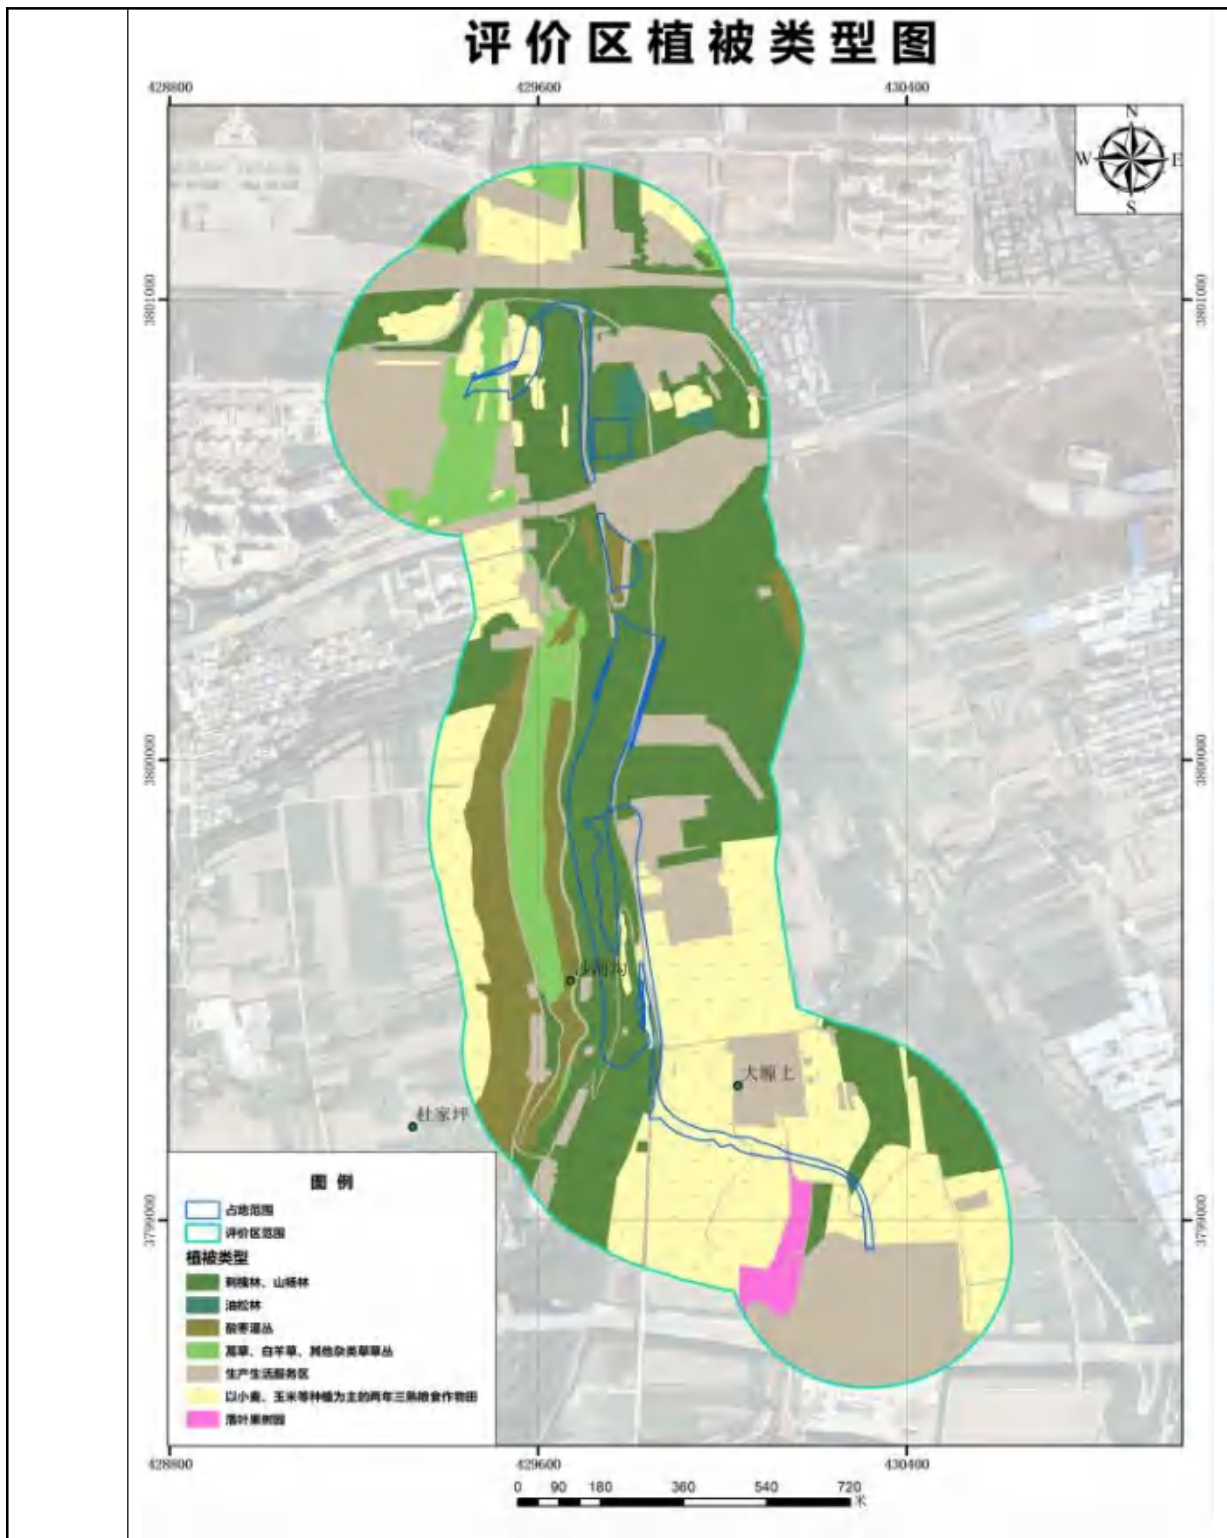 评价区植被类型图
428800 429600 430400
N
W E
S
3801000 3801000
3800000 3800000
大塬上
杜家坪
图 例
占地范围
评价区范围
3799000 3799000
植被类型
刺槐林、山杨林
油松林
酸枣灌丛
蒿草、白羊草、其他杂类草草丛
生产生活服务区
以小麦、玉米等种植为主的两年三熟粮食作物田
落叶果树园
428800 429600 430400
0 90 180 360 540 720
米